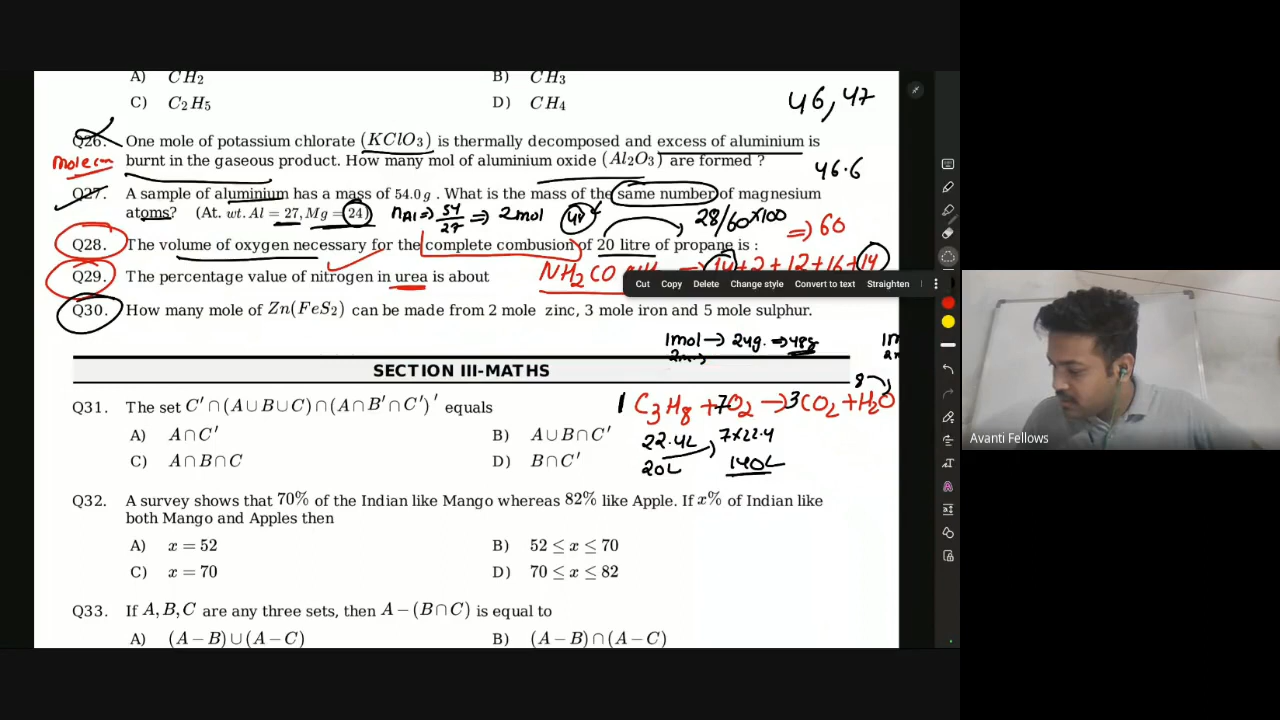 A) CH₂ B) CH₃
C) C₂H₅ D) CH₄
46, 47
Q26. One mole of potassium chlorate (KClO₃) is thermally decomposed and excess of aluminium is
burnt in the gaseous product. How many mol of aluminium oxide (Al₂O₃) are formed ?
46.6
Q27. A sample of aluminium has a mass of 54.0 g . What is the mass of the same number of magnesium
atoms? (At. wt. Al = 27, Mg = 24) nAl ⇒ 54/27 ⇒ 2mol 48 28/60×100
⇒ 60
Q28. The volume of oxygen necessary for the complete combusion of 20 litre of propane is :
NH₂CO ⇒ 14+2+12+16+14
Q29. The percentage value of nitrogen in urea is about
Cut Copy Delete Change style Convert to text Straighten
Q30. How many mole of Zn(FeS₂) can be made from 2 mole zinc, 3 mole iron and 5 mole sulphur.
1mol → 24g. ⇒ 48g
SECTION III-MATHS
8
Q31. The set C′∩(A∪B∪C)∩(A∩B′∩C′)′ equals
1 C₃H₈ + 7O₂ → 3CO₂ + H₂O
A) A∩C′ B) A∪B∩C′
22.4L 7×22.4
C) A∩B∩C D) B∩C′
20L 140L
Avanti Fellows
Q32. A survey shows that 70% of the Indian like Mango whereas 82% like Apple. If x% of Indian like
both Mango and Apples then
A) x = 52 B) 52 ≤ x ≤ 70
C) x = 70 D) 70 ≤ x ≤ 82
Q33. If A, B, C are any three sets, then A−(B∩C) is equal to
A) (A−B)∪(A−C) B) (A−B)∩(A−C)